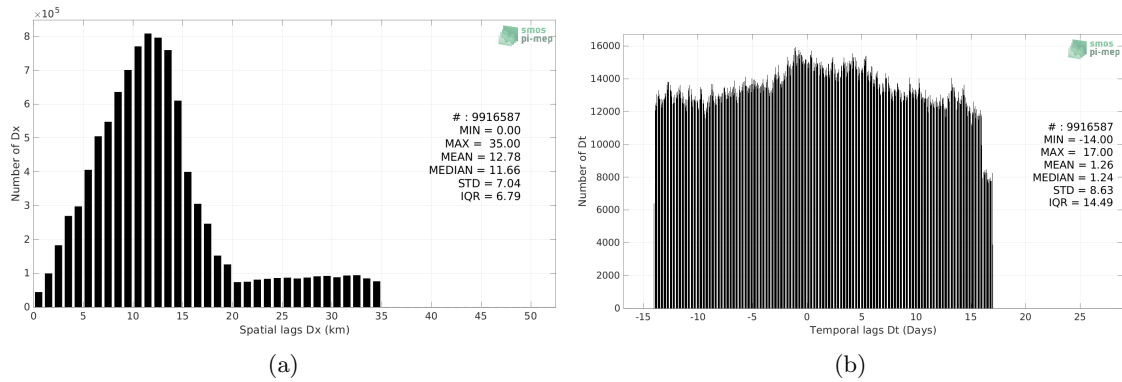 ×10⁵
8
7
6
5
4
3
2
1
0
Number of Dx
0 5 10 15 20 25 30 35 40 45 50
Spatial lags Dx (km)
smos
pi-mep
# : 9916587
MIN = 0.00
MAX = 35.00
MEAN = 12.78
MEDIAN = 11.66
STD = 7.04
IQR = 6.79
(a)
16000
14000
12000
10000
8000
6000
4000
2000
0
Number of Dt
-15 -10 -5 0 5 10 15 20 25
Temporal lags Dt (Days)
smos
pi-mep
# : 9916587
MIN = -14.00
MAX = 17.00
MEAN = 1.26
MEDIAN = 1.24
STD = 8.63
IQR = 14.49
(b)